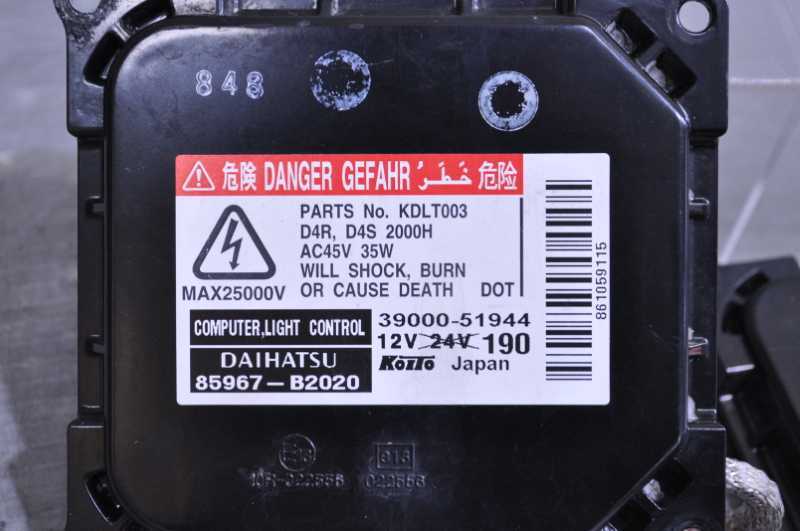 848
危険 DANGER GEFAHR خَطَرْ 危险
PARTS No. KDLT003
D4R, D4S 2000H
AC45V 35W
WILL SHOCK, BURN
OR CAUSE DEATH DOT
MAX25000V
861059115
COMPUTER,LIGHT CONTROL
39000-51944
12V 24V 190
DAIHATSU
KOITO Japan
85967-B2020
022556